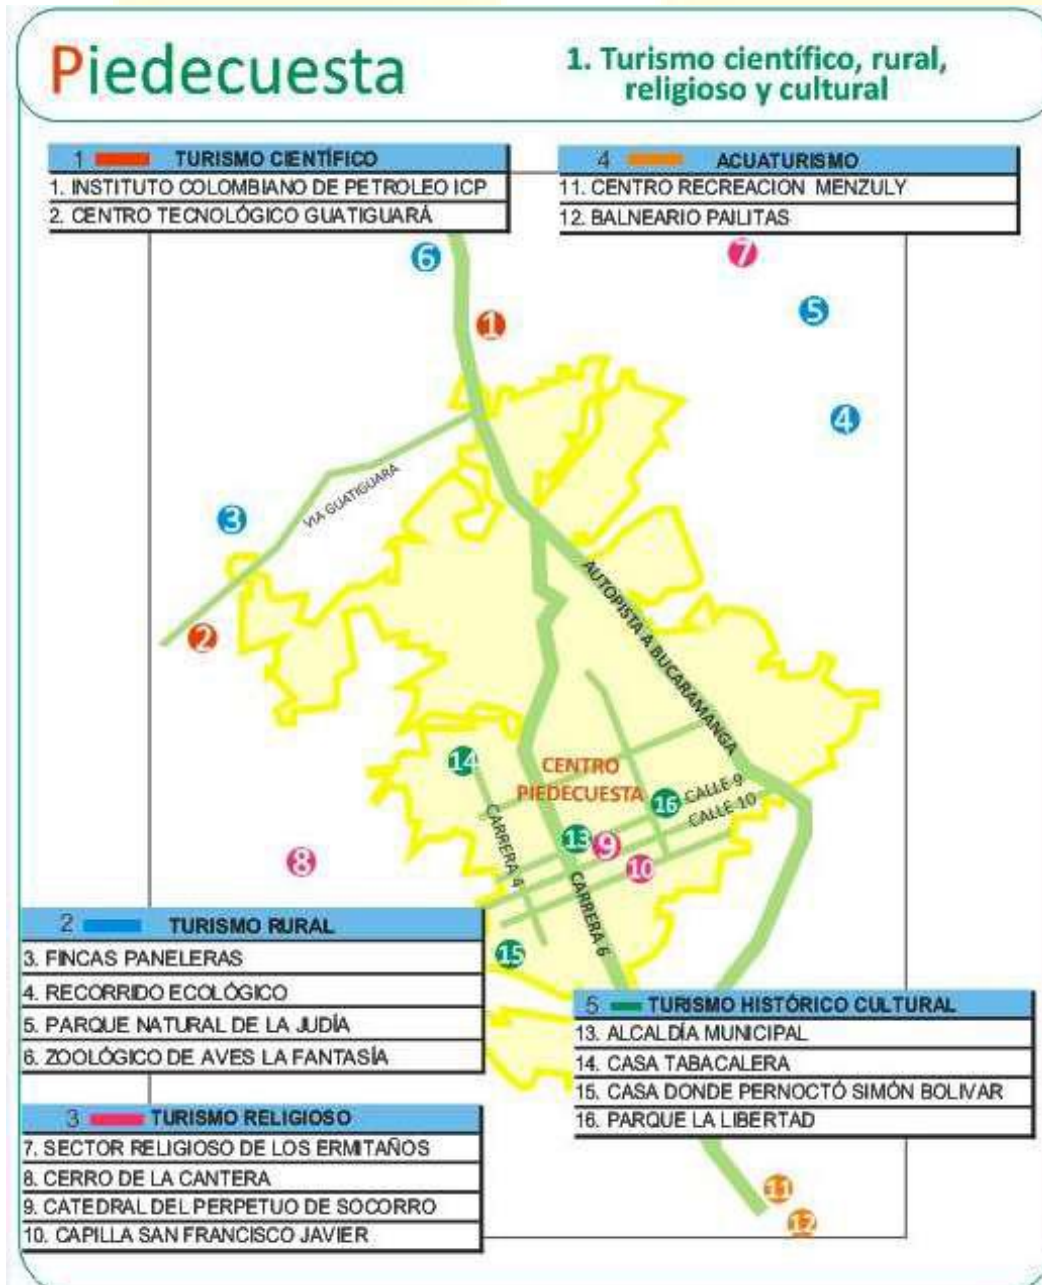 Piedecuesta
1. Turismo científico, rural,
religioso y cultural
1 TURISMO CIENTÍFICO
1. INSTITUTO COLOMBIANO DE PETROLEO ICP
2. CENTRO TECNOLÓGICO GUATIGUARÁ
4 ACUATURISMO
11. CENTRO RECREACION MENZULY
12. BALNEARIO PAILITAS
6
7
1
5
4
VIA GUATIGUARA
3
AUTOPISTA A BUCARAMANGA
2
14
CENTRO
PIEDECUESTA
16
CALLE 9
CALLE 10
CARRERA 4
13
9
8
10
CARRERA 6
15
2 TURISMO RURAL
3. FINCAS PANELERAS
4. RECORRIDO ECOLÓGICO
5. PARQUE NATURAL DE LA JUDÍA
6. ZOOLÓGICO DE AVES LA FANTASÍA
5 TURISMO HISTÓRICO CULTURAL
13. ALCALDÍA MUNICIPAL
14. CASA TABACALERA
15. CASA DONDE PERNOCTÓ SIMÓN BOLIVAR
16. PARQUE LA LIBERTAD
3 TURISMO RELIGIOSO
7. SECTOR RELIGIOSO DE LOS ERMITAÑOS
8. CERRO DE LA CANTERA
9. CATEDRAL DEL PERPETUO DE SOCORRO
10. CAPILLA SAN FRANCISCO JAVIER
11
12